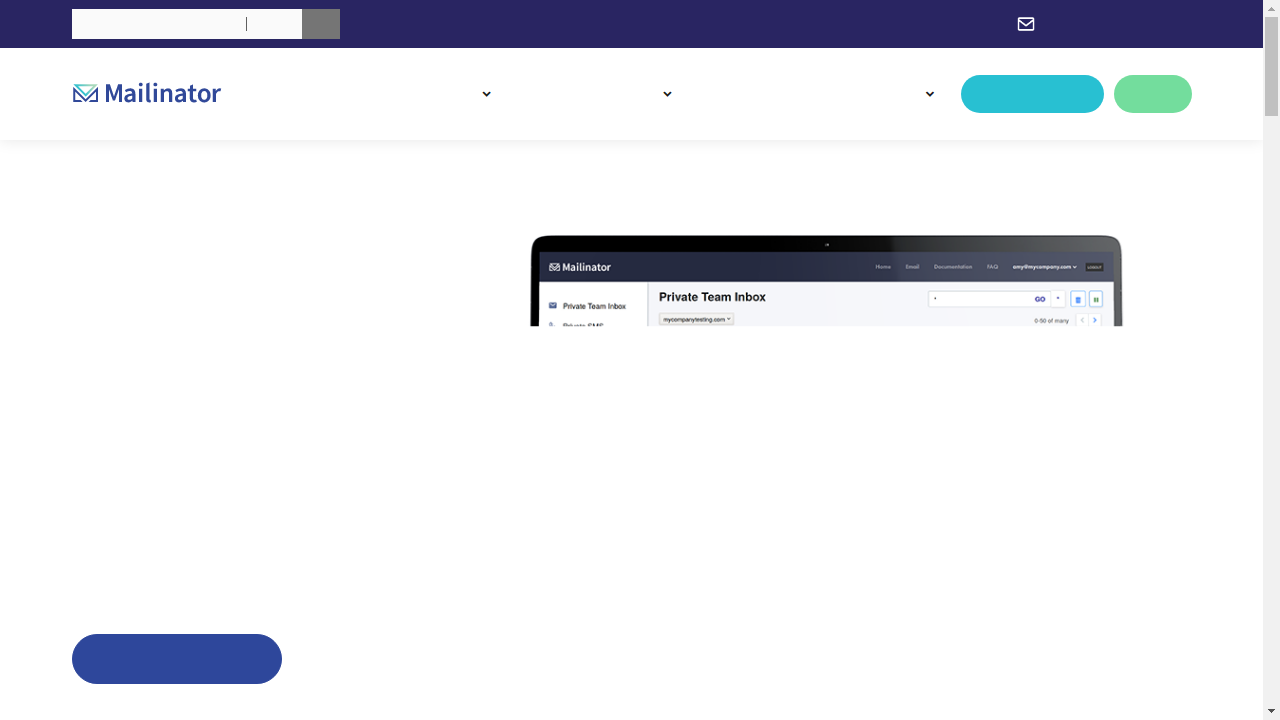 Mailinator
Mailinator
Home Email Documentation FAQ amy@mycompany.com LOGOUT
Private Team Inbox
Private Team Inbox
GO
Private SMS
mycompanytesting.com
0-50 of many